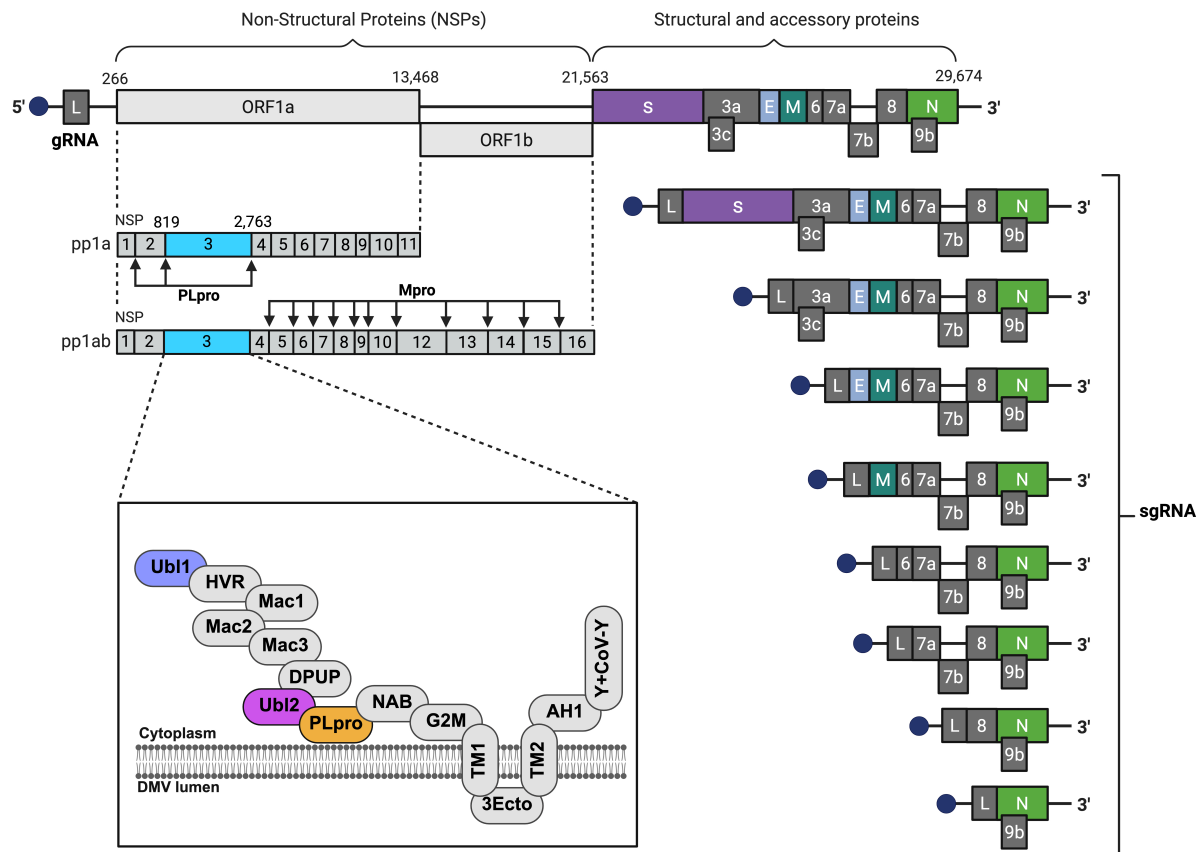 Non-Structural Proteins (NSPs)
Structural and accessory proteins
266
13,468
21,563
29,674
5'
L
ORF1a
S
3a
E
M
6
7a
8
N
3'
gRNA
3c
7b
9b
ORF1b
L
S
3a
E
M
6
7a
8
N
3'
3c
7b
9b
NSP
819
2,763
pp1a
1
2
3
4
5
6
7
8
9
10
11
PLpro
Mpro
L
3a
E
M
6
7a
8
N
3'
3c
7b
9b
NSP
pp1ab
1
2
3
4
5
6
7
8
9
10
12
13
14
15
16
L
E
M
6
7a
8
N
3'
7b
9b
L
M
6
7a
8
N
3'
7b
9b
sgRNA
L
6
7a
8
N
3'
7b
9b
L
7a
8
N
3'
7b
9b
L
8
N
3'
9b
L
N
3'
9b
Ubl1
HVR
Mac1
Mac2
Mac3
DPUP
Ubl2
PLpro
NAB
G2M
TM1
3Ecto
TM2
AH1
Y+CoV-Y
Cytoplasm
DMV lumen